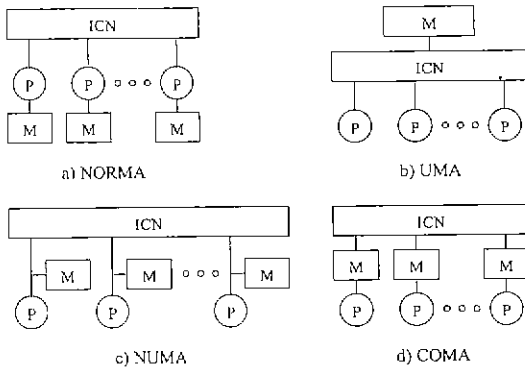 ICN
P P P
M M M
a) NORMA
M
ICN
P P P
b) UMA
ICN
M M M
P P P
c) NUMA
ICN
M M M
P P P
d) COMA